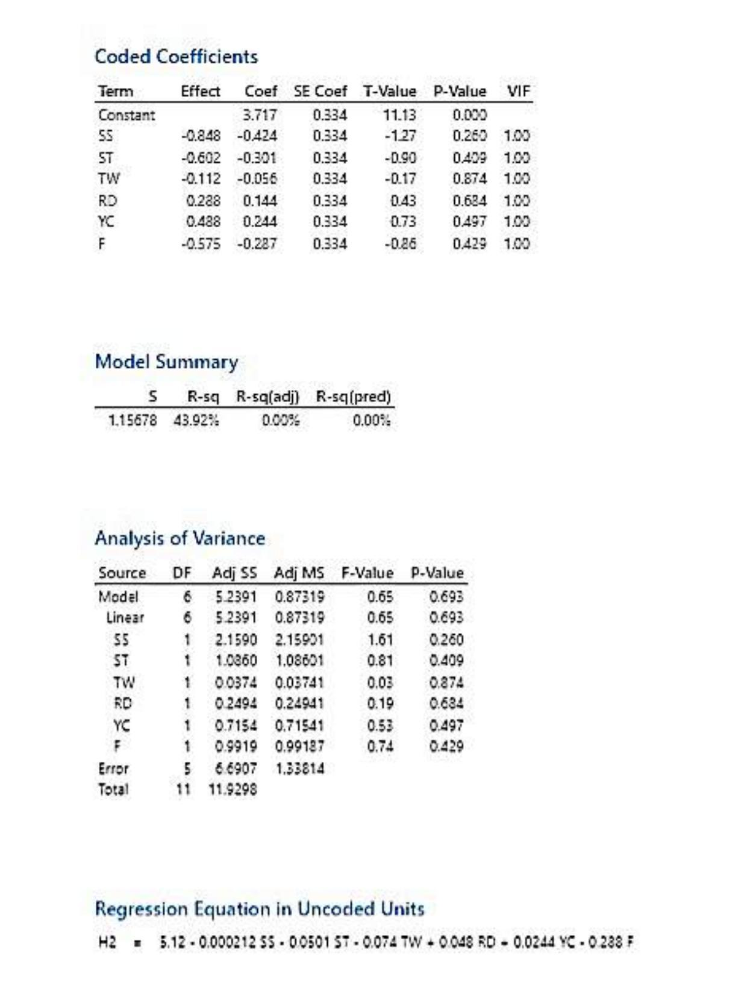 Coded Coefficients
Term Effect Coef SE Coef T-Value P-Value VIF
Constant 3.717 0.334 11.13 0.000
SS -0.848 -0.424 0.334 -1.27 0.260 1.00
ST -0.602 -0.301 0.334 -0.90 0.409 1.00
TW -0.112 -0.056 0.334 -0.17 0.874 1.00
RD 0.288 0.144 0.334 0.43 0.684 1.00
YC 0.488 0.244 0.334 0.73 0.497 1.00
F -0.575 -0.287 0.334 -0.86 0.429 1.00
Model Summary
S R-sq R-sq(adj) R-sq(pred)
1.15678 43.92% 0.00% 0.00%
Analysis of Variance
Source DF Adj SS Adj MS F-Value P-Value
Model 6 5.2391 0.87319 0.65 0.693
Linear 6 5.2391 0.87319 0.65 0.693
SS 1 2.1590 2.15901 1.61 0.260
ST 1 1.0860 1.08601 0.81 0.409
TW 1 0.0374 0.03741 0.03 0.874
RD 1 0.2494 0.24941 0.19 0.684
YC 1 0.7154 0.71541 0.53 0.497
F 1 0.9919 0.99187 0.74 0.429
Error 5 6.6907 1.33814
Total 11 11.9298
Regression Equation in Uncoded Units
H2 = 5.12 - 0.000212 SS - 0.0501 ST - 0.074 TW + 0.048 RD + 0.0244 YC - 0.288 F